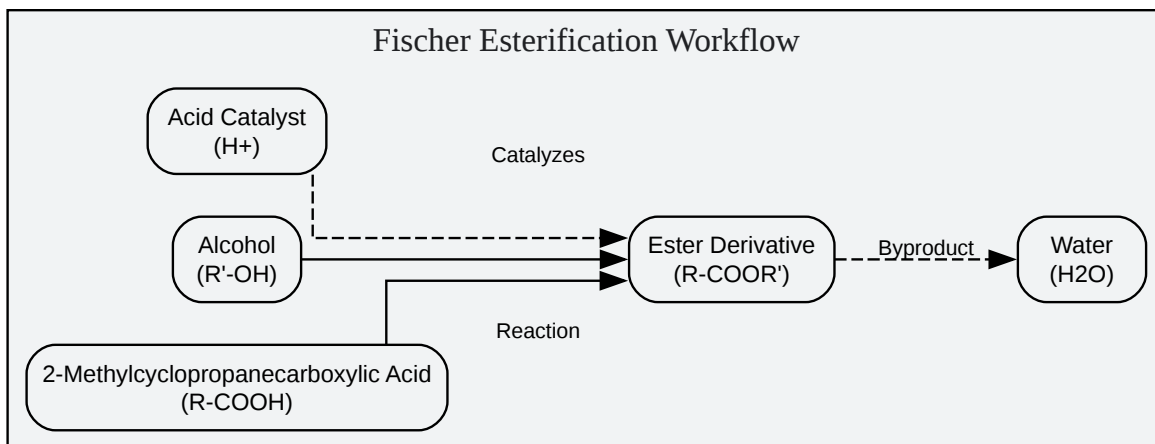 Fischer Esterification Workflow
Acid Catalyst
(H+)
Catalyzes
Alcohol
(R'-OH)
Ester Derivative
(R-COOR')
Byproduct
Water
(H2O)
Reaction
2-Methylcyclopropanecarboxylic Acid
(R-COOH)